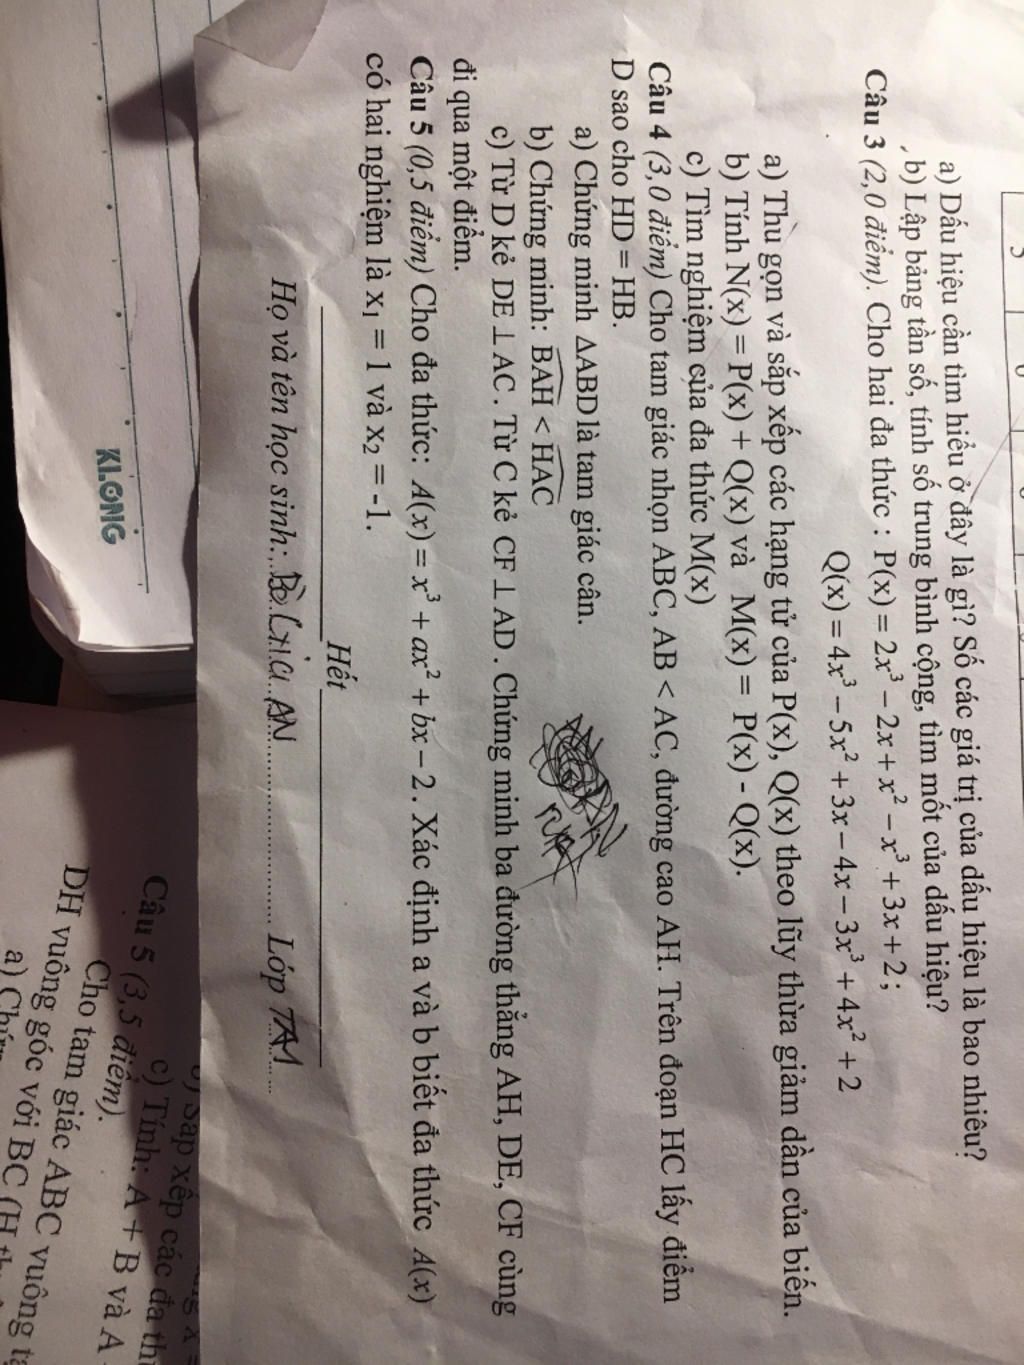 a) Dấu hiệu cần tìm hiểu ở đây là gì? Số các giá trị của dấu hiệu là bao nhiêu?
b) Lập bảng tần số, tính số trung bình cộng, tìm mốt của dấu hiệu?
Câu 3 (2,0 điểm). Cho hai đa thức : P(x) = 2x³ – 2x + x² – x³ + 3x + 2 ;
Q(x) = 4x³ – 5x² + 3x – 4x – 3x³ + 4x² + 2
a) Thu gọn và sắp xếp các hạng tử của P(x), Q(x) theo lũy thừa giảm dần của biến.
b) Tính N(x) = P(x) + Q(x) và M(x) = P(x) - Q(x).
c) Tìm nghiệm của đa thức M(x)
Câu 4 (3,0 điểm) Cho tam giác nhọn ABC, AB < AC, đường cao AH. Trên đoạn HC lấy điểm
D sao cho HD = HB.
a) Chứng minh ΔABD là tam giác cân.
b) Chứng minh: BAH < HAC
c) Từ D kẻ DE ⊥ AC . Từ C kẻ CF ⊥ AD . Chứng minh ba đường thẳng AH, DE, CF cùng
đi qua một điểm.
Câu 5 (0,5 điểm) Cho đa thức: A(x) = x³ + ax² + bx – 2 . Xác định a và b biết đa thức A(x)
có hai nghiệm là x₁ = 1 và x₂ = -1.
Hết
Họ và tên học sinh: AN Lớp 7A1
KLONG
c) Tính: A + B và A
Câu 5 (3,5 điểm).
Cho tam giác ABC vuông
DH vuông góc với BC (H